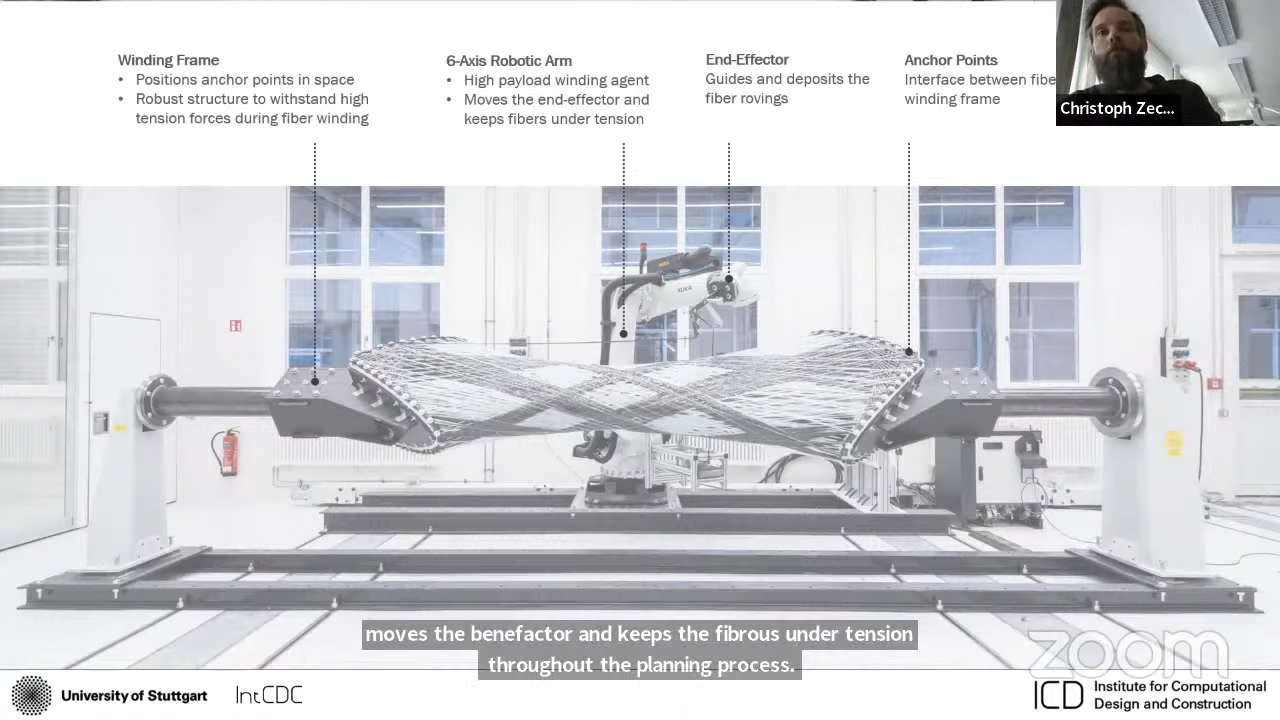 Winding Frame
• Positions anchor points in space
• Robust structure to withstand high
tension forces during fiber winding
6-Axis Robotic Arm
• High payload winding agent
• Moves the end-effector and
keeps fibers under tension
End-Effector
Guides and deposits the
fiber rovings
Anchor Points
Interface between fibe
winding frame
Christoph Zec...
KUKA
moves the benefactor and keeps the fibrous under tension
throughout the planning process.
zoom
University of Stuttgart
IntCDC
ICD
Institute for Computational
Design and Construction